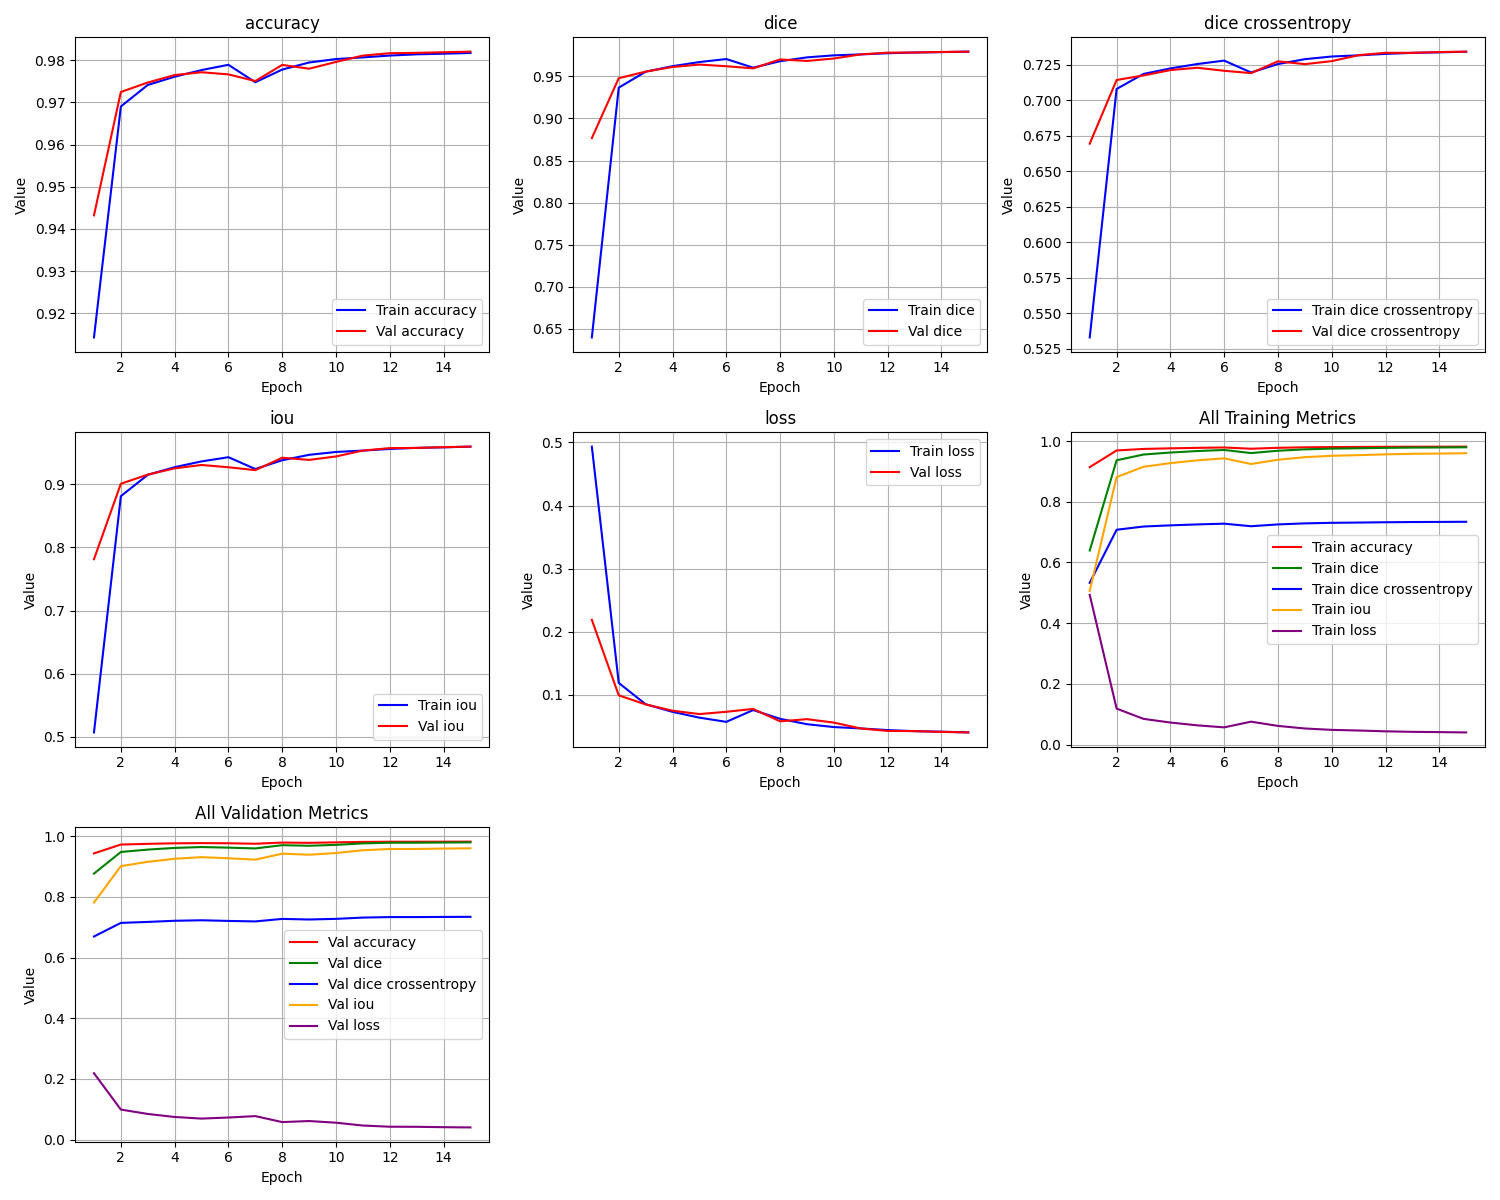 accuracy
0.98
0.97
0.96
0.95
0.94
0.93
0.92
Value
Train accuracy
Val accuracy
2 4 6 8 10 12 14
Epoch
dice
0.95
0.90
0.85
0.80
0.75
0.70
0.65
Value
Train dice
Val dice
2 4 6 8 10 12 14
Epoch
dice crossentropy
0.725
0.700
0.675
0.650
0.625
0.600
0.575
0.550
0.525
Value
Train dice crossentropy
Val dice crossentropy
2 4 6 8 10 12 14
Epoch
iou
0.9
0.8
0.7
0.6
0.5
Value
Train iou
Val iou
2 4 6 8 10 12 14
Epoch
loss
0.5
0.4
0.3
0.2
0.1
Value
Train loss
Val loss
2 4 6 8 10 12 14
Epoch
All Training Metrics
1.0
0.8
0.6
0.4
0.2
0.0
Value
Train accuracy
Train dice
Train dice crossentropy
Train iou
Train loss
2 4 6 8 10 12 14
Epoch
All Validation Metrics
1.0
0.8
0.6
0.4
0.2
0.0
Value
Val accuracy
Val dice
Val dice crossentropy
Val iou
Val loss
2 4 6 8 10 12 14
Epoch